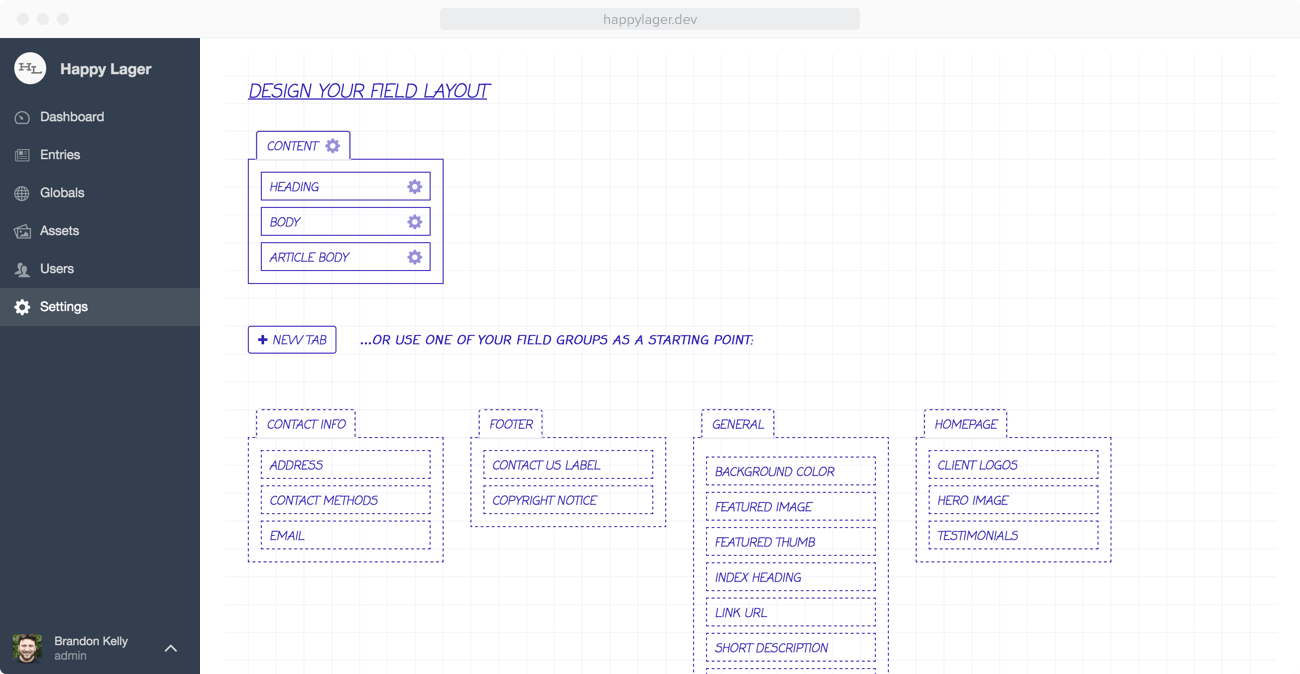 happylager.dev
HL
Happy Lager
Dashboard
Entries
Globals
Assets
Users
Settings
Brandon Kelly
admin
DESIGN YOUR FIELD LAYOUT
CONTENT
HEADING
BODY
ARTICLE BODY
+ NEW TAB
...OR USE ONE OF YOUR FIELD GROUPS AS A STARTING POINT:
CONTACT INFO
ADDRESS
CONTACT METHODS
EMAIL
FOOTER
CONTACT US LABEL
COPYRIGHT NOTICE
GENERAL
BACKGROUND COLOR
FEATURED IMAGE
FEATURED THUMB
INDEX HEADING
LINK URL
SHORT DESCRIPTION
HOMEPAGE
CLIENT LOGOS
HERO IMAGE
TESTIMONIALS